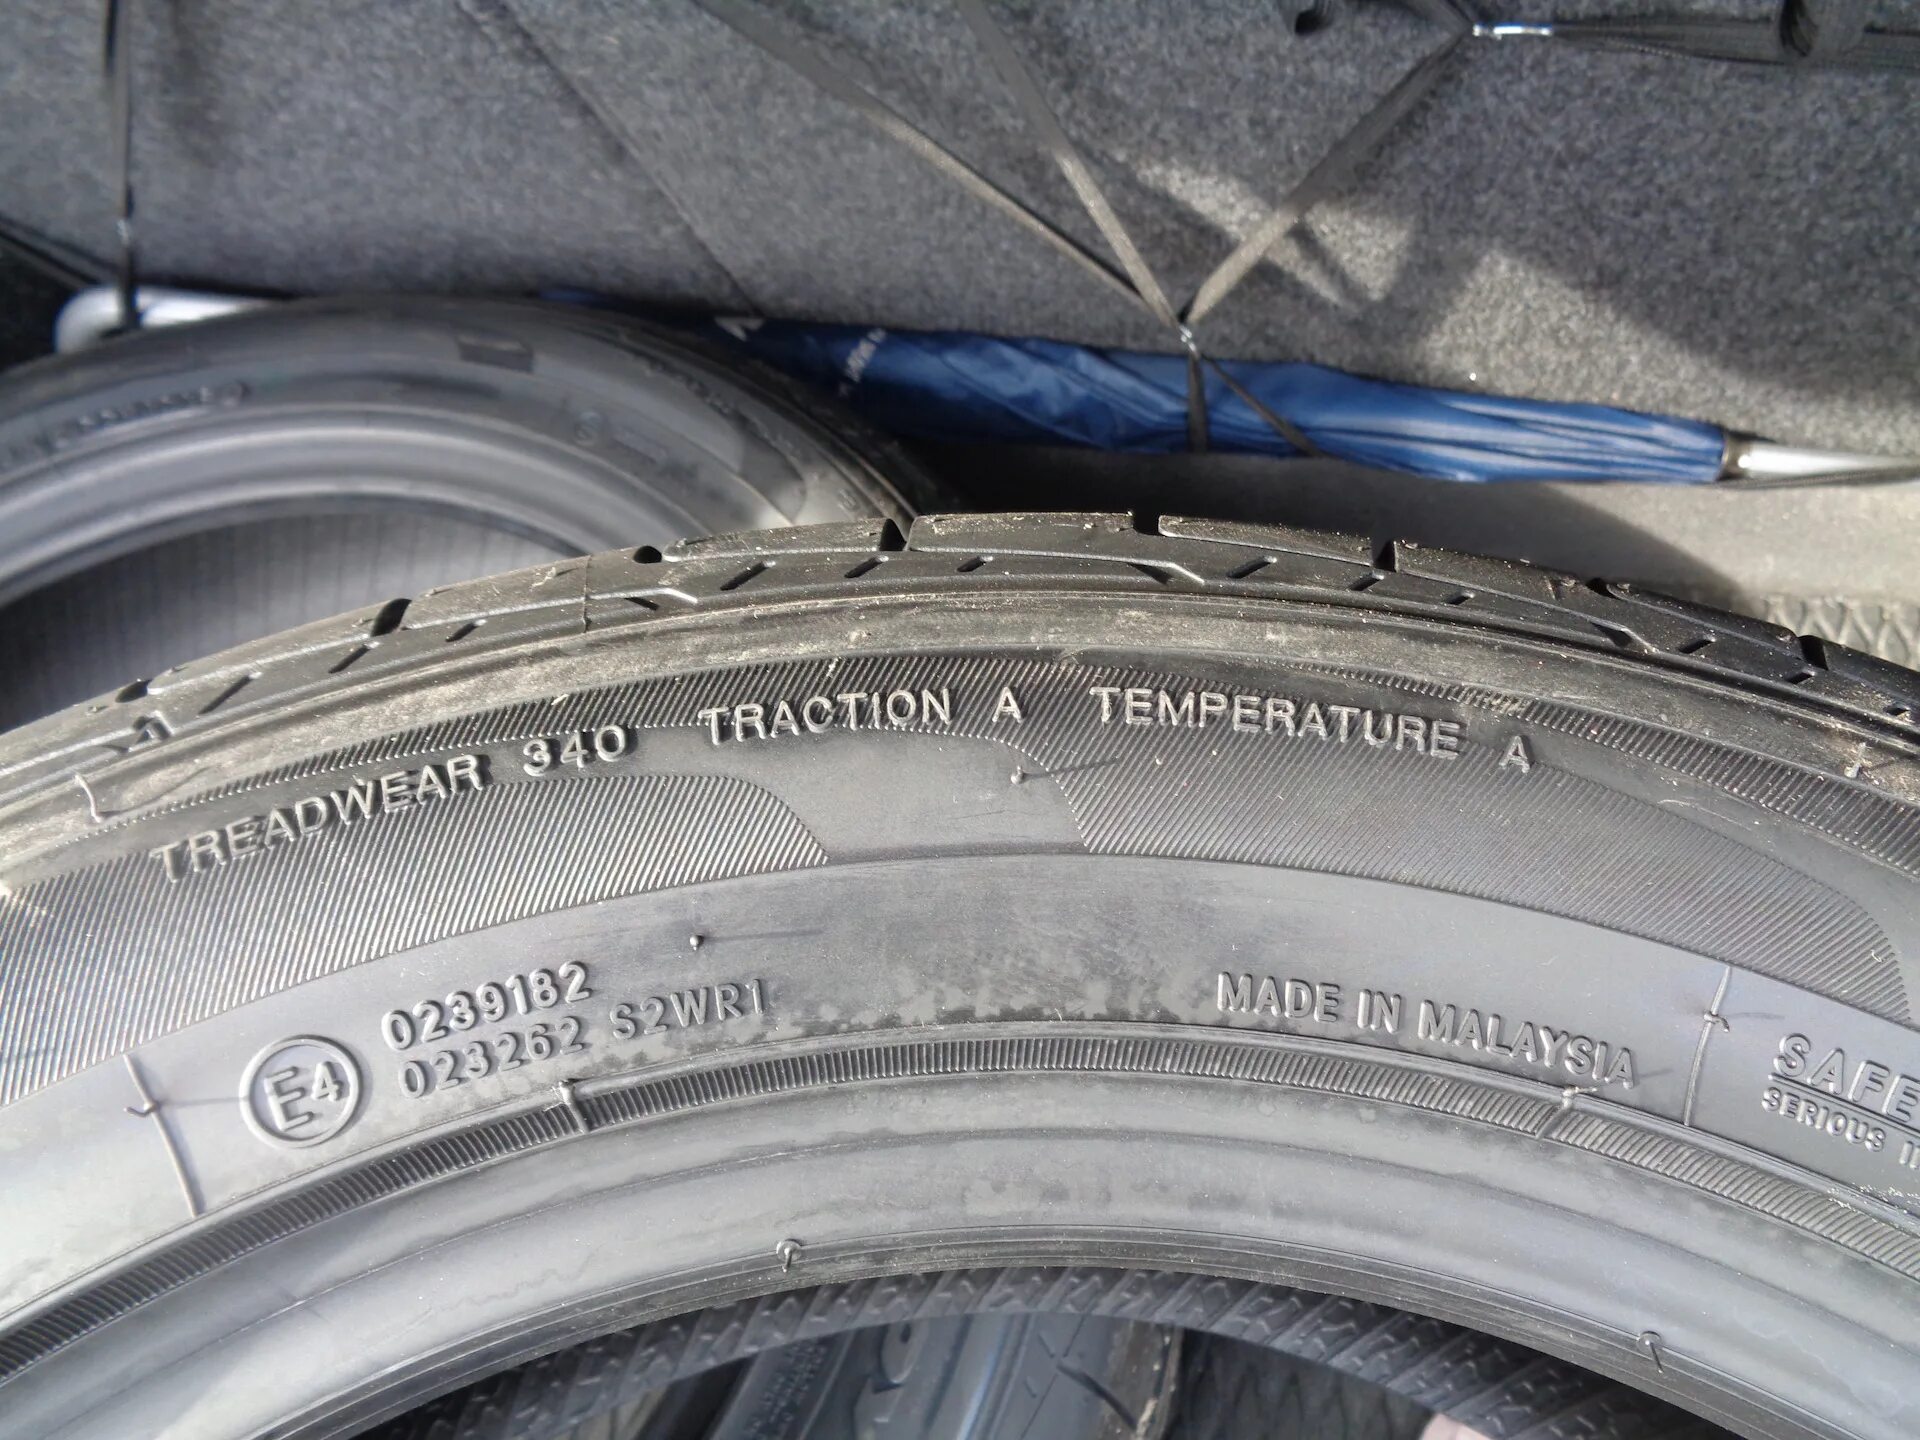 TREADWEAR 340 TRACTION A TEMPERATURE A
E4
0239182
023262 S2WR1
MADE IN MALAYSIA
SAFE
SERIOUS